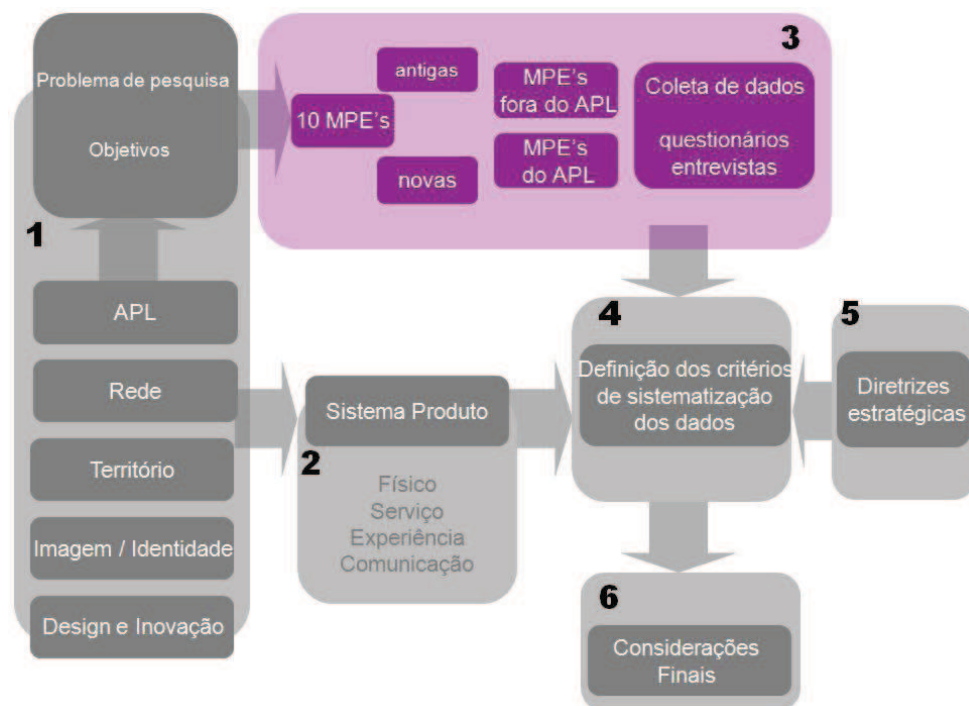 1
Problema de pesquisa
Objetivos
APL
Rede
Território
Imagem / Identidade
Design e Inovação
2
Sistema Produto
Físico
Serviço
Experiência
Comunicação
3
10 MPE's
antigas
novas
MPE's
fora do APL
MPE's
do APL
Coleta de dados
questionários
entrevistas
4
Definição dos critérios
de sistematização
dos dados
5
Diretrizes
estratégicas
6
Considerações
Finais